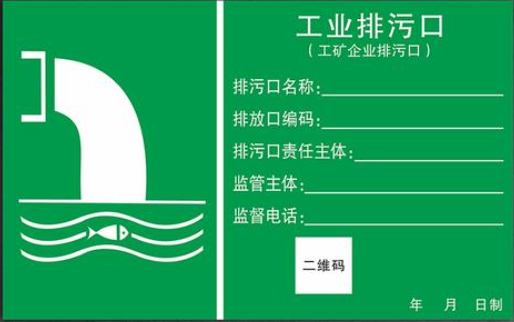 工业排污口
(工矿企业排污口)
排污口名称:
排放口编码:
排污口责任主体:
监管主体:
监督电话:
二维码
年 月 日制